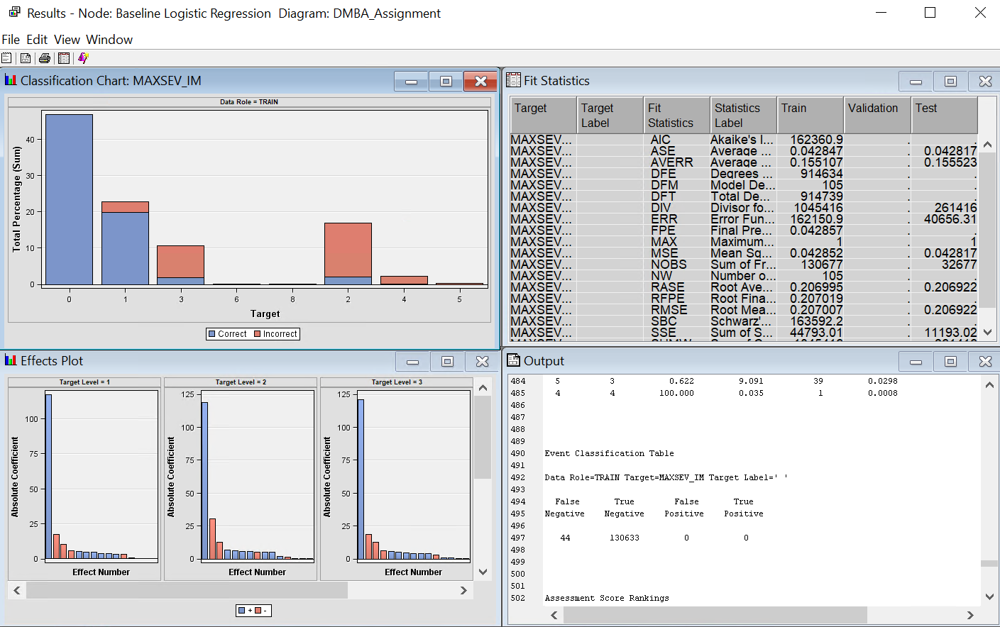 Results - Node: Baseline Logistic Regression Diagram: DMBA_Assignment
File Edit View Window
Classification Chart: MAXSEV_IM
Data Role = TRAIN
Total Percentage (Sum)
40
30
20
10
0
0 1 3 6 8 2 4 5
Target
Correct Incorrect
Fit Statistics
Target Target Label Fit Statistics Statistics Label Train Validation Test
MAXSEV... AIC Akaike's I... 162360.9 . .
MAXSEV... ASE Average ... 0.042847 . 0.042817
MAXSEV... AVERR Average ... 0.155107 . 0.155523
MAXSEV... DFE Degrees ... 914634 . .
MAXSEV... DFM Model De... 105 . .
MAXSEV... DFT Total De... 914739 . .
MAXSEV... DIV Divisor fo... 1045416 . 261416
MAXSEV... ERR Error Fun... 162150.9 . 40656.31
MAXSEV... FPE Final Pre... 0.042857 . .
MAXSEV... MAX Maximum... 1 . 1
MAXSEV... MSE Mean Sq... 0.042852 . 0.042817
MAXSEV... NOBS Sum of Fr... 130677 . 32677
MAXSEV... NW Number o... 105 . .
MAXSEV... RASE Root Ave... 0.206995 . 0.206922
MAXSEV... RFPE Root Fina... 0.207019 . .
MAXSEV... RMSE Root Mea... 0.207007 . 0.206922
MAXSEV... SBC Schwarz'... 163592.2 . .
MAXSEV... SSE Sum of S... 44793.01 . 11193.02
Effects Plot
Target Level = 1
Absolute Coefficient
100
75
50
25
0
Effect Number
Target Level = 2
Absolute Coefficient
125
100
75
50
25
0
Effect Number
Target Level = 3
Absolute Coefficient
125
100
75
50
25
0
Effect Number
+ -
Output
484 5 3 0.622 9.091 39 0.0298
485 4 4 100.000 0.035 1 0.0008
486
487
488
489
490 Event Classification Table
491
492 Data Role=TRAIN Target=MAXSEV_IM Target Label=' '
493
494 False True False True
495 Negative Negative Positive Positive
496
497 44 130633 0 0
498
499
500
501
502 Assessment Score Rankings